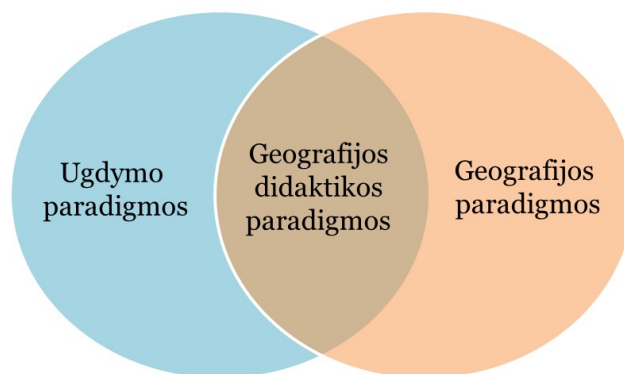 Ugdymo
paradigmos
Geografijos
didaktikos
paradigmos
Geografijos
paradigmos